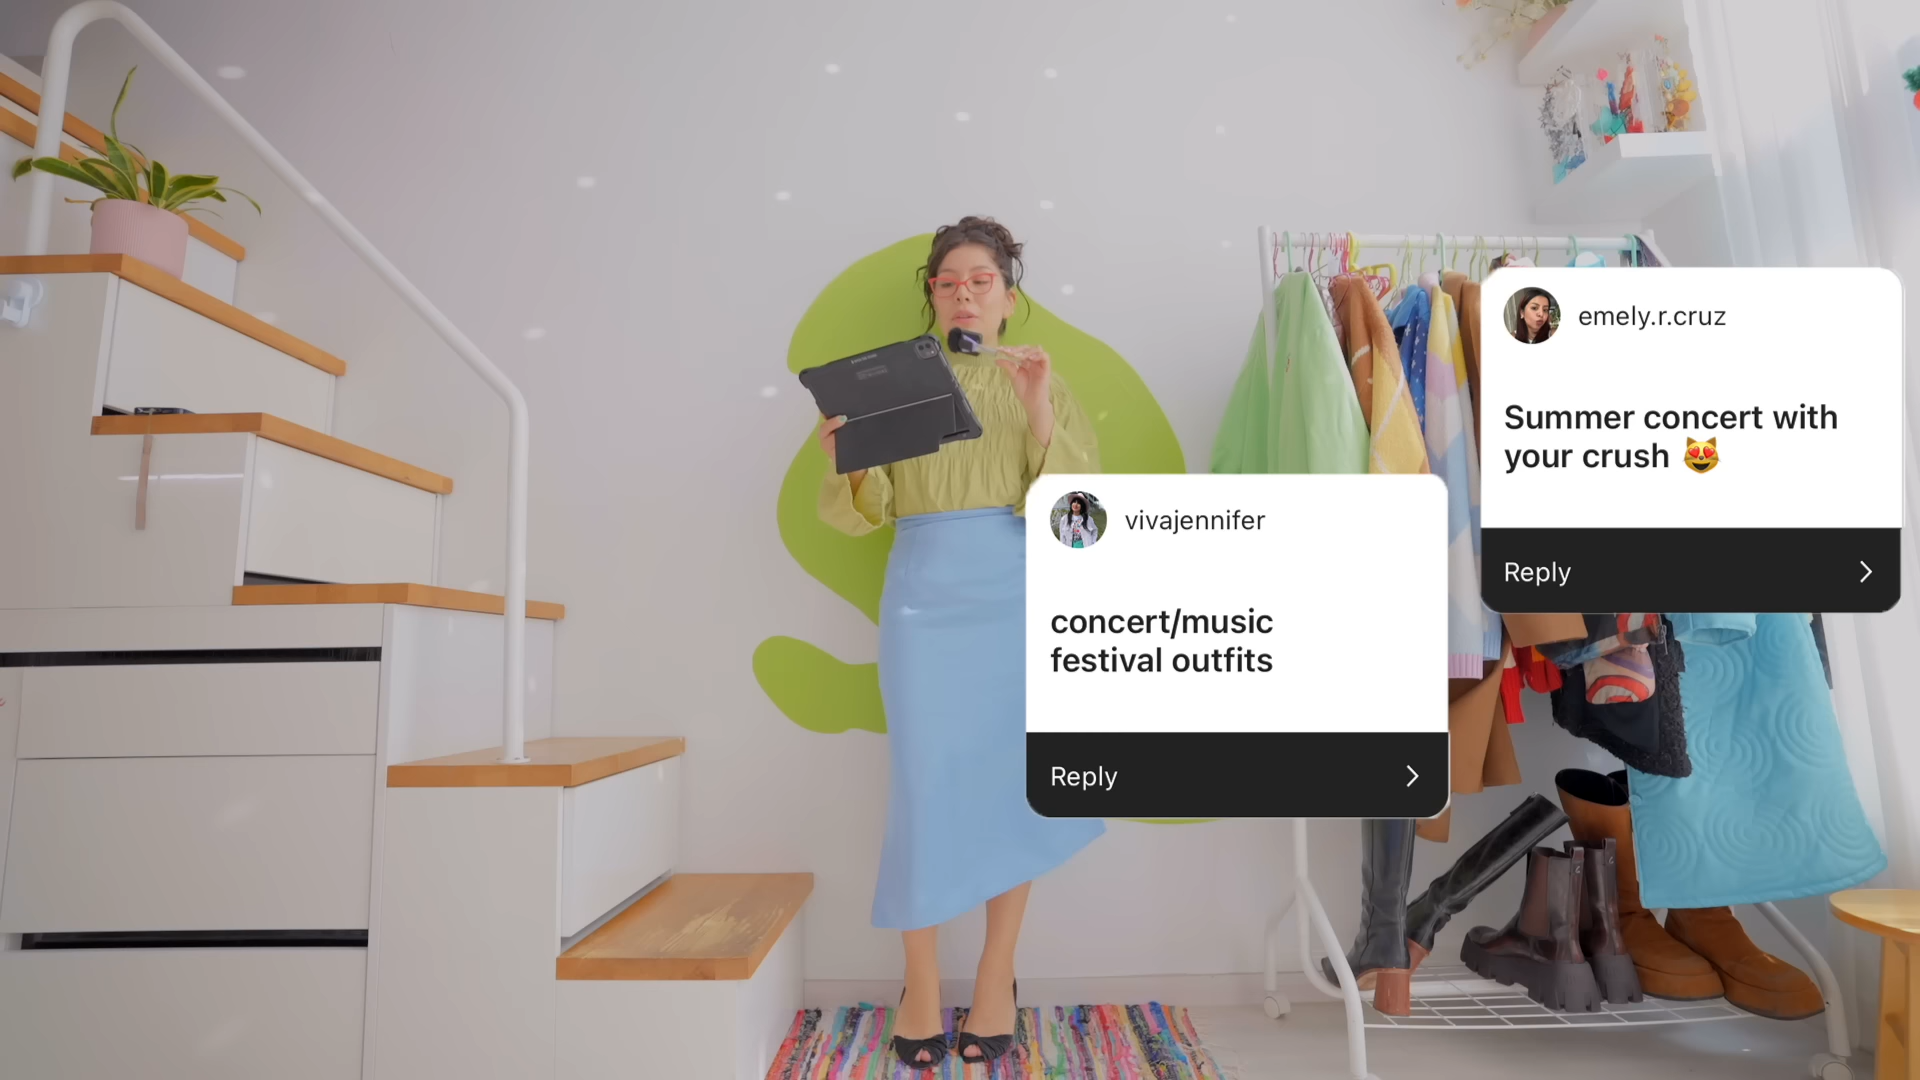 emely.r.cruz
Summer concert with
your crush 😻
Reply
vivajennifer
concert/music
festival outfits
Reply